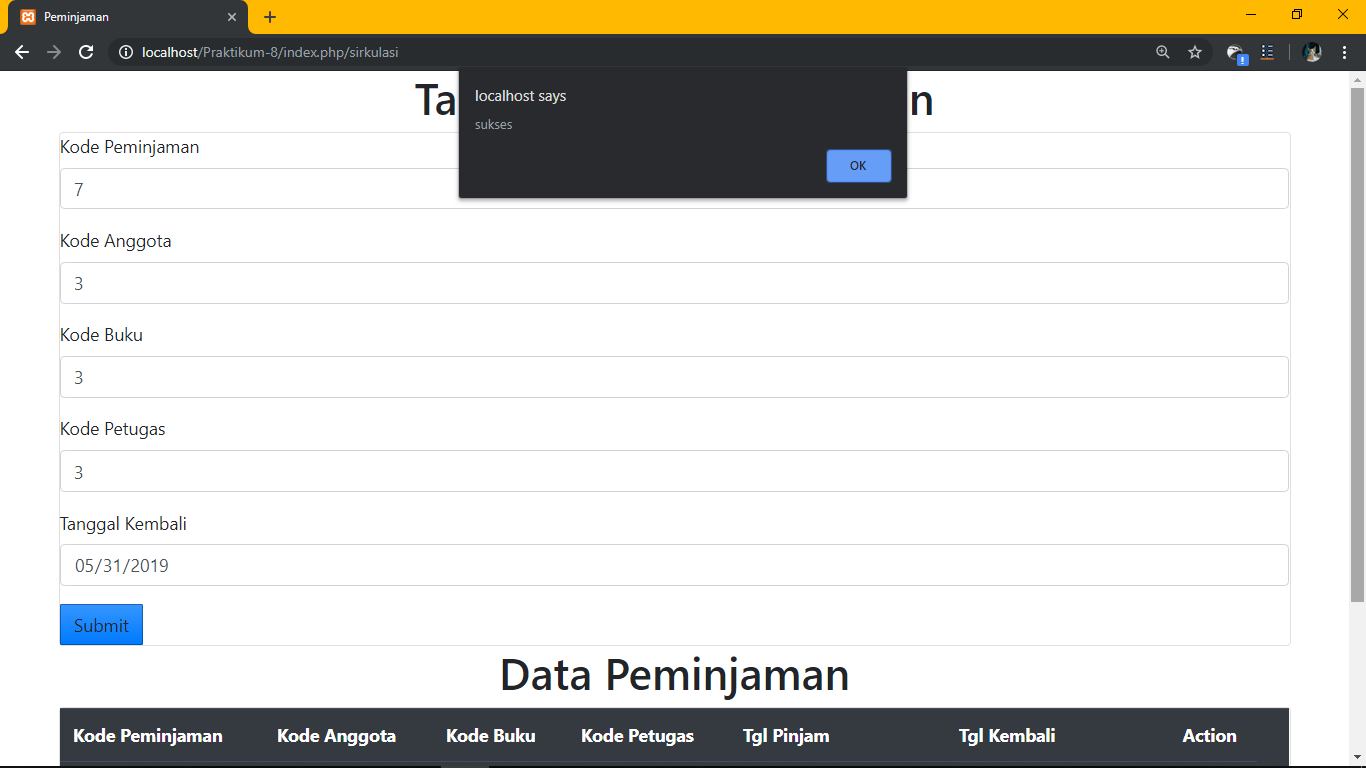 Peminjaman
localhost/Praktikum-8/index.php/sirkulasi
localhost says
sukses
OK
Kode Peminjaman
7
Kode Anggota
3
Kode Buku
3
Kode Petugas
3
Tanggal Kembali
05/31/2019
Submit
Data Peminjaman
Kode Peminjaman Kode Anggota Kode Buku Kode Petugas Tgl Pinjam Tgl Kembali Action